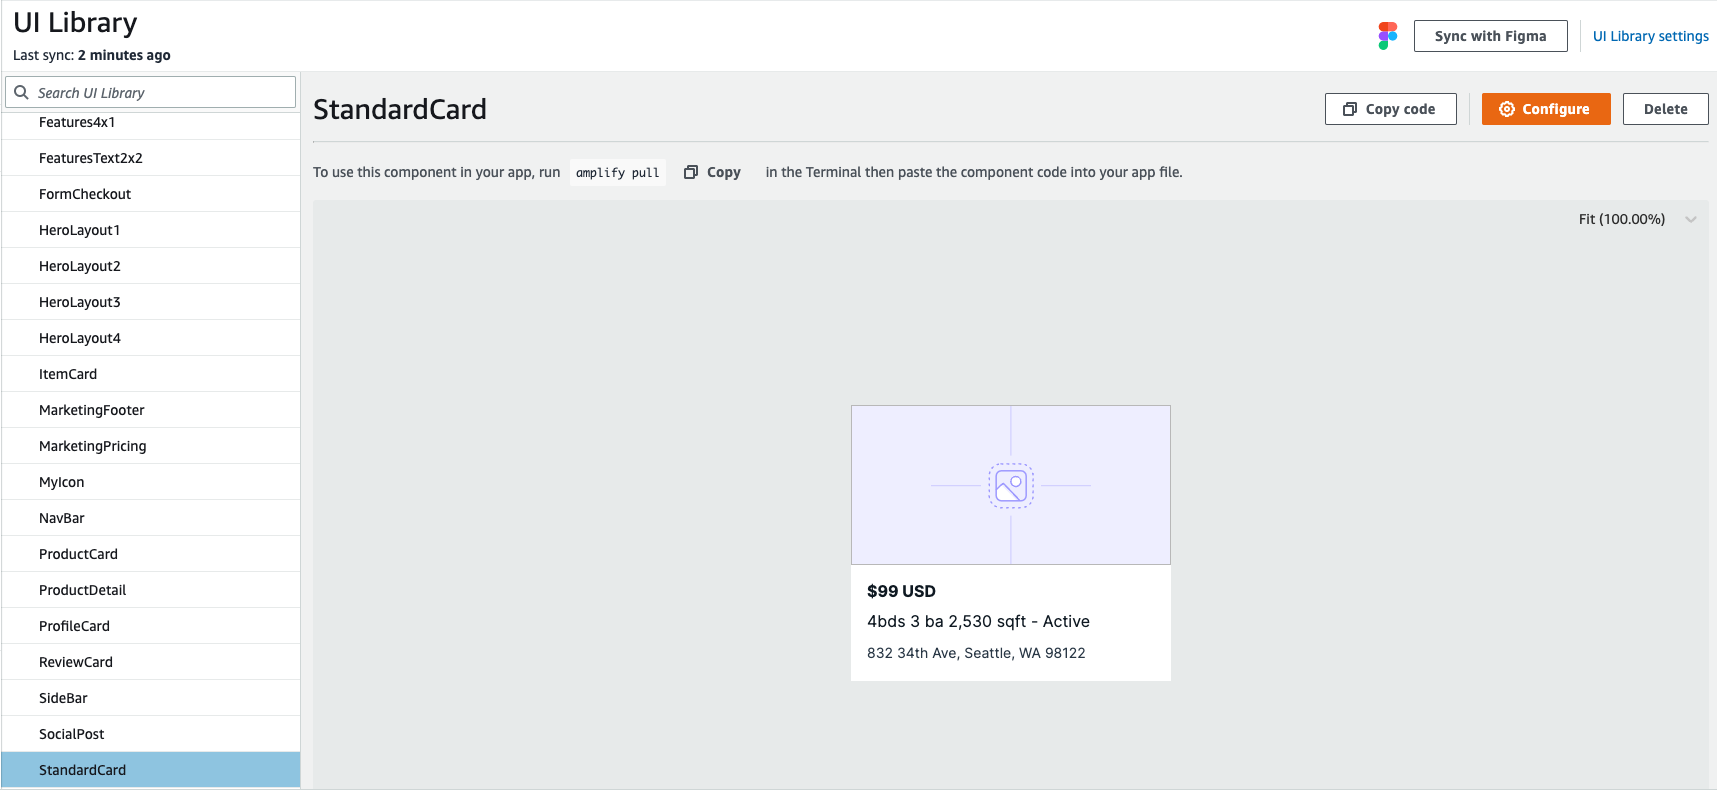 UI Library
Last sync: 2 minutes ago
Sync with Figma
UI Library settings
Search UI Library
Features4x1
FeaturesText2x2
FormCheckout
HeroLayout1
HeroLayout2
HeroLayout3
HeroLayout4
ItemCard
MarketingFooter
MarketingPricing
MyIcon
NavBar
ProductCard
ProductDetail
ProfileCard
ReviewCard
SideBar
SocialPost
StandardCard
StandardCard
Copy code
Configure
Delete
To use this component in your app, run amplify pull Copy in the Terminal then paste the component code into your app file.
Fit (100.00%)
$99 USD
4bds 3 ba 2,530 sqft - Active
832 34th Ave, Seattle, WA 98122